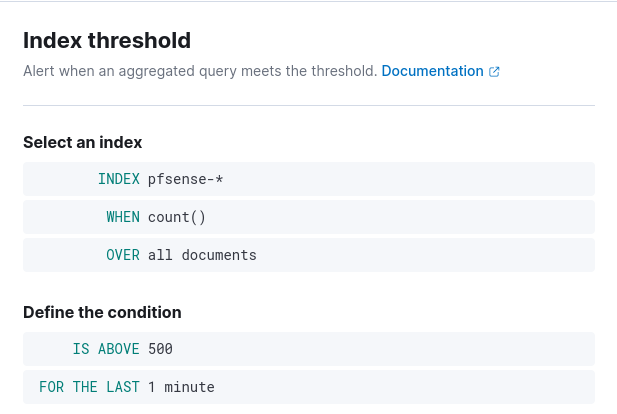 Index threshold
Alert when an aggregated query meets the threshold. Documentation
Select an index
INDEX pfsense-*
WHEN count()
OVER all documents
Define the condition
IS ABOVE 500
FOR THE LAST 1 minute